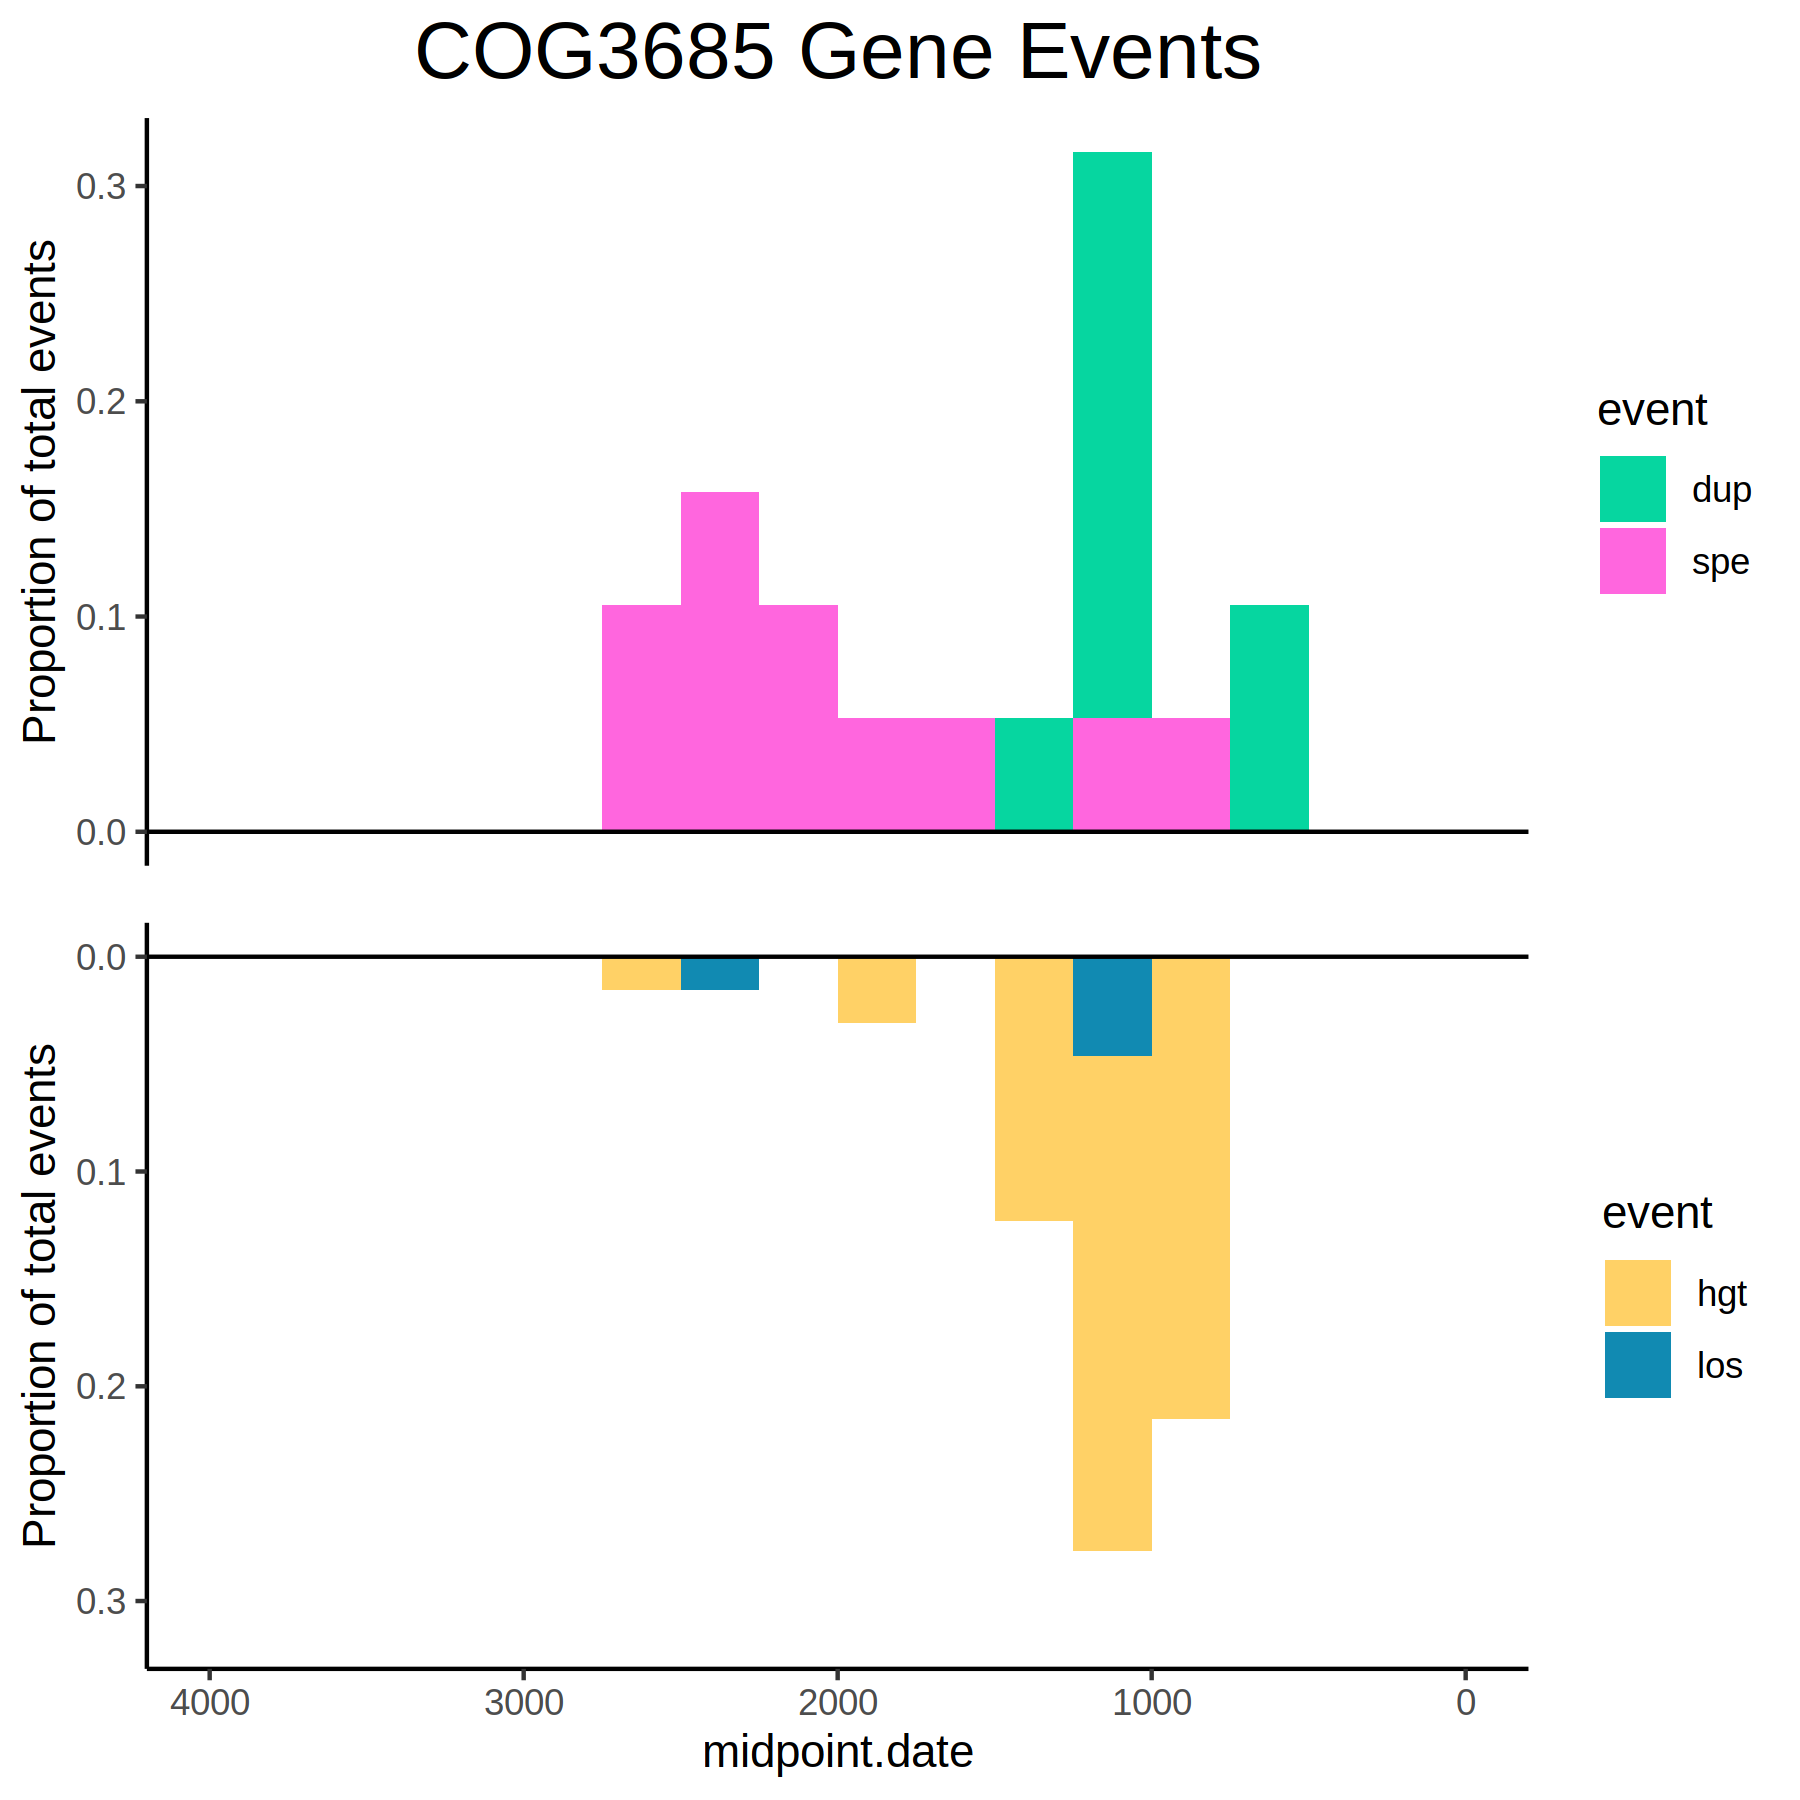 COG3685 Gene Events
Proportion of total events
0.3
0.2
0.1
0.0
event
dup
spe
Proportion of total events
0.0
0.1
0.2
0.3
event
hgt
los
4000 3000 2000 1000 0
midpoint.date